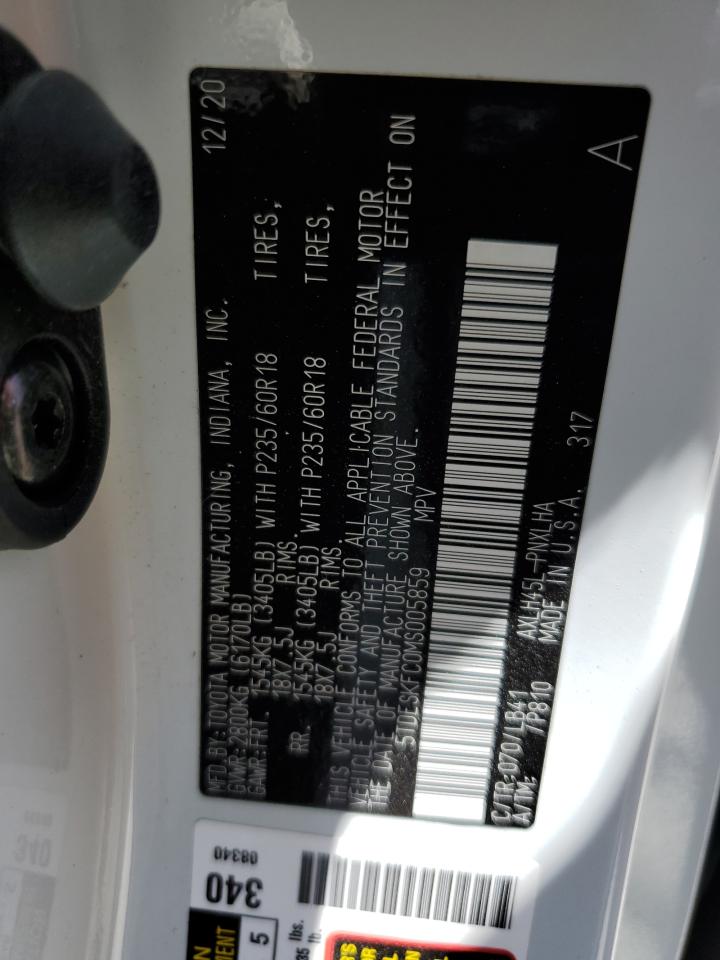 MFD.BY:TOYOTA MOTOR MANUFACTURING, INDIANA, INC. 12/20
GVWR:2800KG (6170LB)
GAWR:FRT 1545KG (3405LB) WITH P235/60R18 TIRES,
18X7.5J RIMS.
RR 1545KG (3405LB) WITH P235/60R18 TIRES,
18X7.5J RIMS.
THIS VEHICLE CONFORMS TO ALL APPLICABLE FEDERAL MOTOR
VEHICLE SAFETY AND THEFT PREVENTION STANDARDS IN EFFECT ON
THE DATE OF MANUFACTURE SHOWN ABOVE.
5TDESKFC0MS005859 MPV
C/TR:070/LB41 AXLH45L-PNXLHA
A/TM: /P810 MADE IN U.S.A. 317
A
340
08340
5
lbs.
lb.